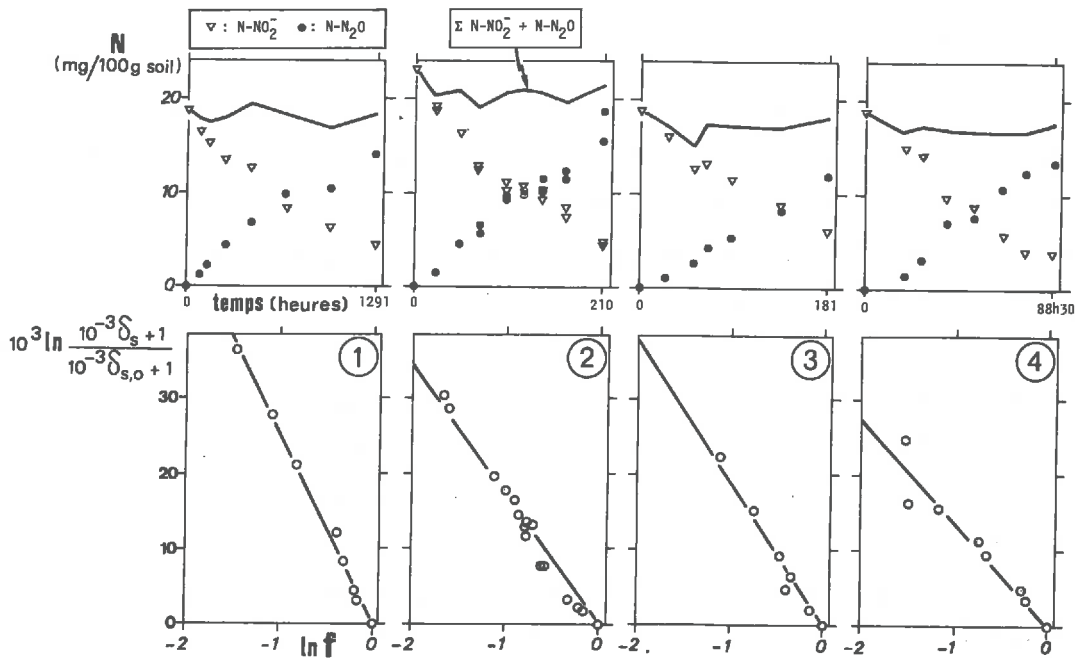 ▽ : N-NO₂⁻ ● : N-N₂O
Σ N-NO₂⁻ + N-N₂O
N
(mg/100g soil)
20
10
0
0 temps (heures) 1291
0 210
0 181
0 88h30
10³ ln (10⁻³δs + 1) / (10⁻³δs,o + 1)
1
2
3
4
30
20
10
0
-2 -1 0
-2 -1 0
-2 -1 0
-2 -1 0
ln f